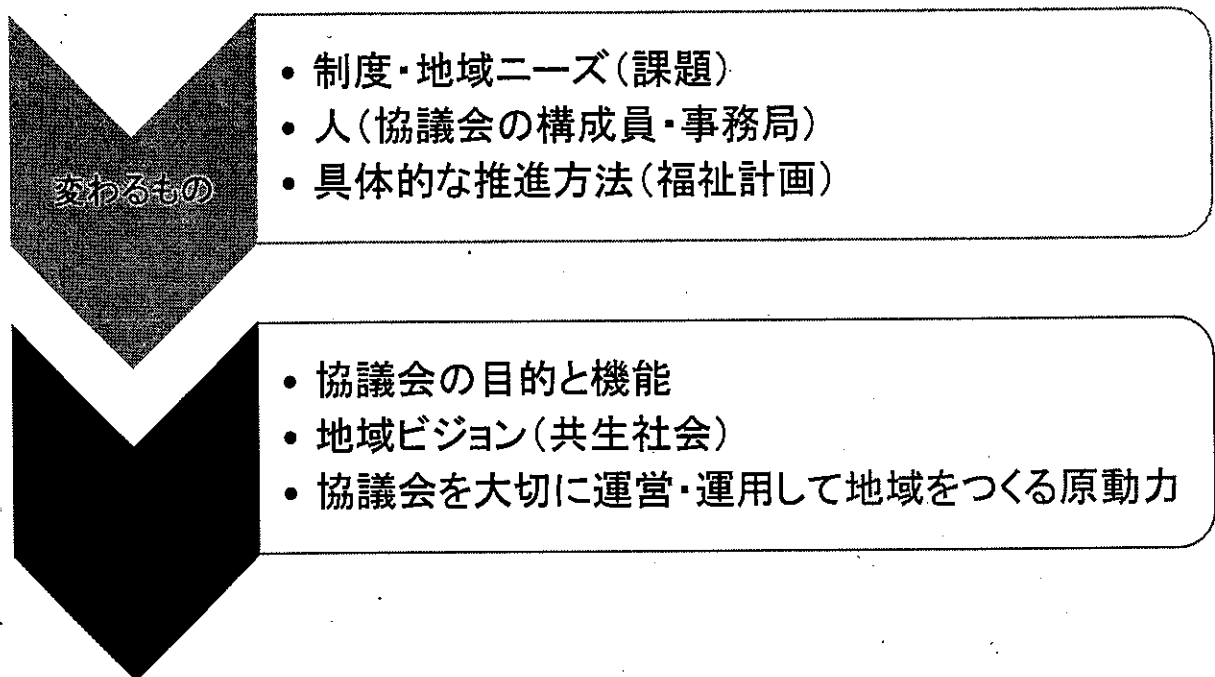 変わるもの
• 制度・地域ニーズ(課題)
• 人(協議会の構成員・事務局)
• 具体的な推進方法(福祉計画)
• 協議会の目的と機能
• 地域ビジョン(共生社会)
• 協議会を大切に運営・運用して地域をつくる原動力